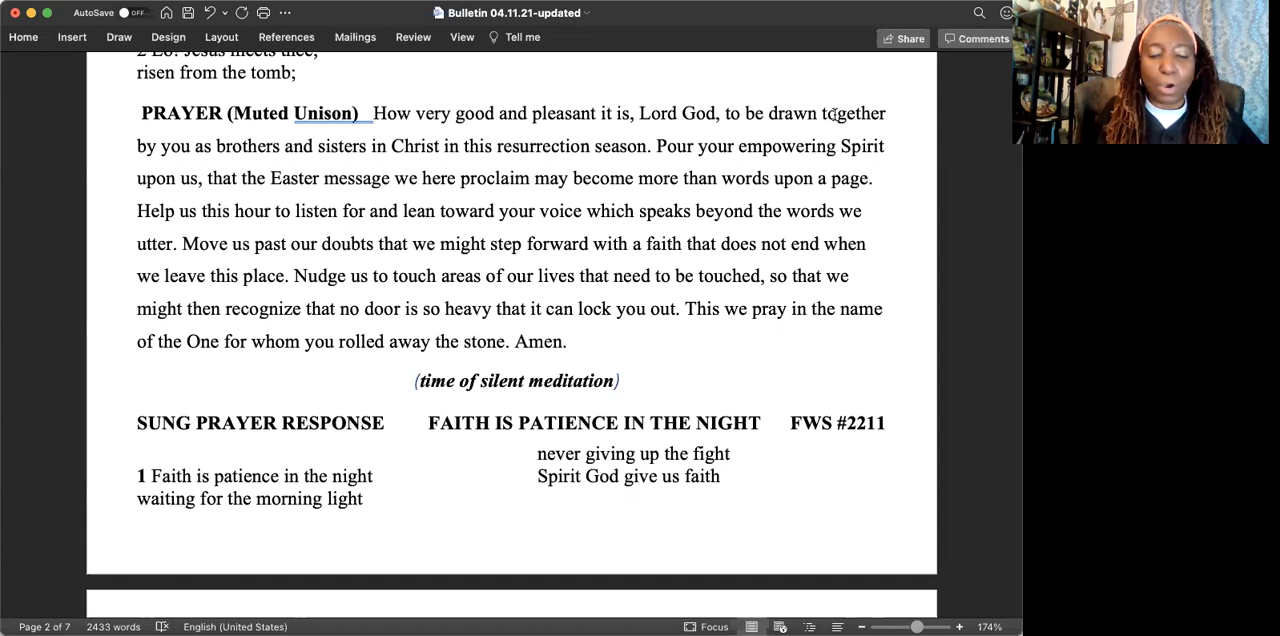 AutoSave OFF Bulletin 04.11.21-updated
Home Insert Draw Design Layout References Mailings Review View Tell me Share Comments
2 Lo! Jesus meets thee,
risen from the tomb;
PRAYER (Muted Unison) How very good and pleasant it is, Lord God, to be drawn together
by you as brothers and sisters in Christ in this resurrection season. Pour your empowering Spirit
upon us, that the Easter message we here proclaim may become more than words upon a page.
Help us this hour to listen for and lean toward your voice which speaks beyond the words we
utter. Move us past our doubts that we might step forward with a faith that does not end when
we leave this place. Nudge us to touch areas of our lives that need to be touched, so that we
might then recognize that no door is so heavy that it can lock you out. This we pray in the name
of the One for whom you rolled away the stone. Amen.
(time of silent meditation)
SUNG PRAYER RESPONSE FAITH IS PATIENCE IN THE NIGHT FWS #2211
1 Faith is patience in the night
waiting for the morning light
never giving up the fight
Spirit God give us faith
Page 2 of 7 2433 words English (United States) Focus 174%